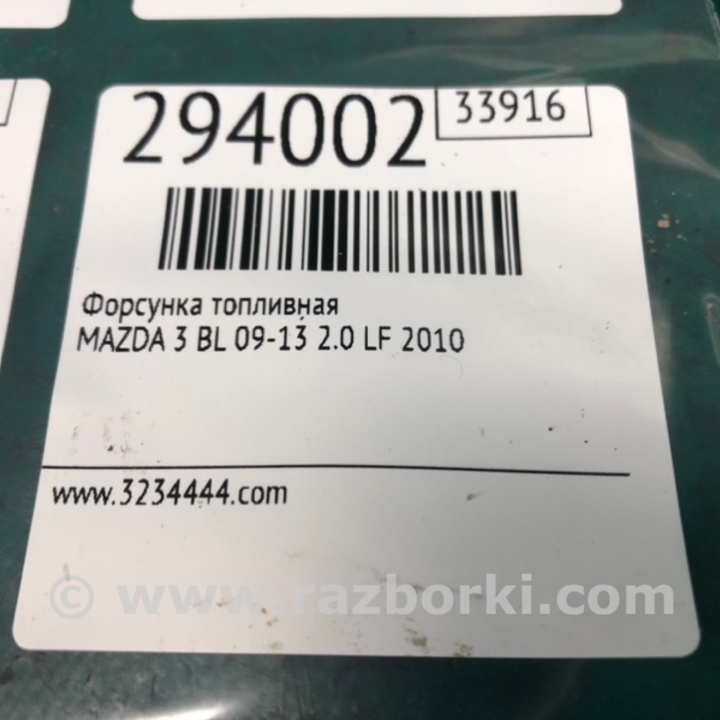 294002
33916
Форсунка топливная
MAZDA 3 BL 09-13 2.0 LF 2010
www.3234444.com
© www.razborki.com